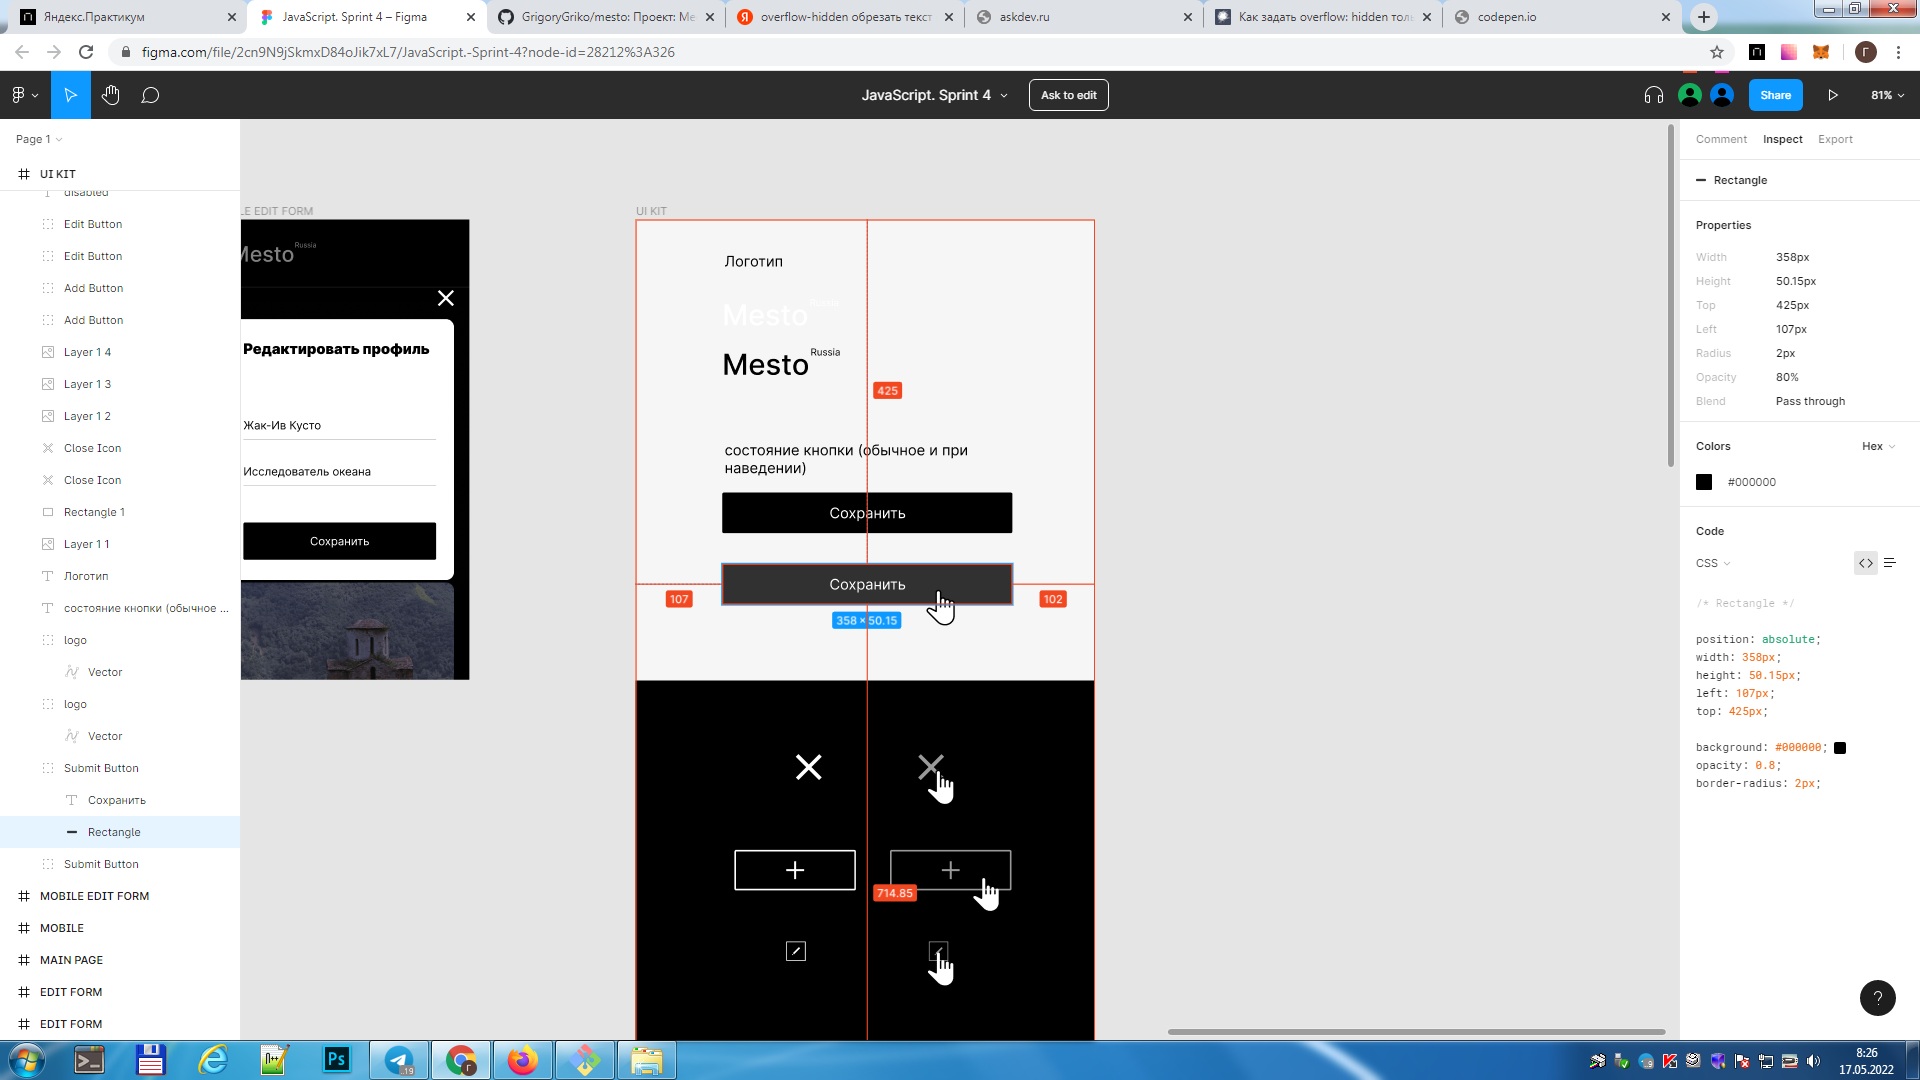 Яндекс.Практикум
JavaScript. Sprint 4 – Figma
GrigoryGriko/mesto: Проект: Ме
overflow-hidden обрезать текст
askdev.ru
Как задать overflow: hidden тол
codepen.io
figma.com/file/2cn9N9jSkmxD84oJik7xL7/JavaScript.-Sprint-4?node-id=28212%3A326
Г
JavaScript. Sprint 4
Ask to edit
Share
81%
Page 1
UI KIT
disabled
Edit Button
Edit Button
Add Button
Add Button
Layer 1 4
Layer 1 3
Layer 1 2
Close Icon
Close Icon
Rectangle 1
Layer 1 1
Логотип
состояние кнопки (обычное ...
logo
Vector
logo
Vector
Submit Button
Сохранить
Rectangle
Submit Button
MOBILE EDIT FORM
MOBILE
MAIN PAGE
EDIT FORM
EDIT FORM
LE EDIT FORM
Mesto Russia
Редактировать профиль
Жак-Ив Кусто
Исследователь океана
Сохранить
UI KIT
Логотип
Mesto Russia
Mesto Russia
425
состояние кнопки (обычное и при
наведении)
Сохранить
Сохранить
107
102
358 × 50.15
714.85
Comment
Inspect
Export
Rectangle
Properties
Width 358px
Height 50.15px
Top 425px
Left 107px
Radius 2px
Opacity 80%
Blend Pass through
Colors
Hex
#000000
Code
CSS
/* Rectangle */
position: absolute;
width: 358px;
height: 50.15px;
left: 107px;
top: 425px;
background: #000000;
opacity: 0.8;
border-radius: 2px;
?
Ps
19
Г
8:26
17.05.2022